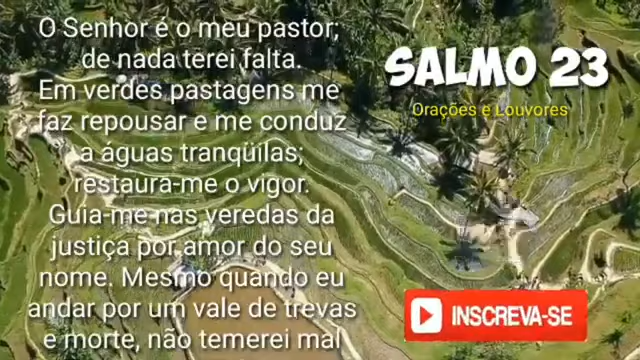 O Senhor é o meu pastor;
de nada terei falta.
Em verdes pastagens me
faz repousar e me conduz
a águas tranqüilas;
restaura-me o vigor.
Guia-me nas veredas da
justiça por amor do seu
nome. Mesmo quando eu
andar por um vale de trevas
e morte, não temerei mal
SALMO 23
Orações e Louvores
INSCREVA-SE